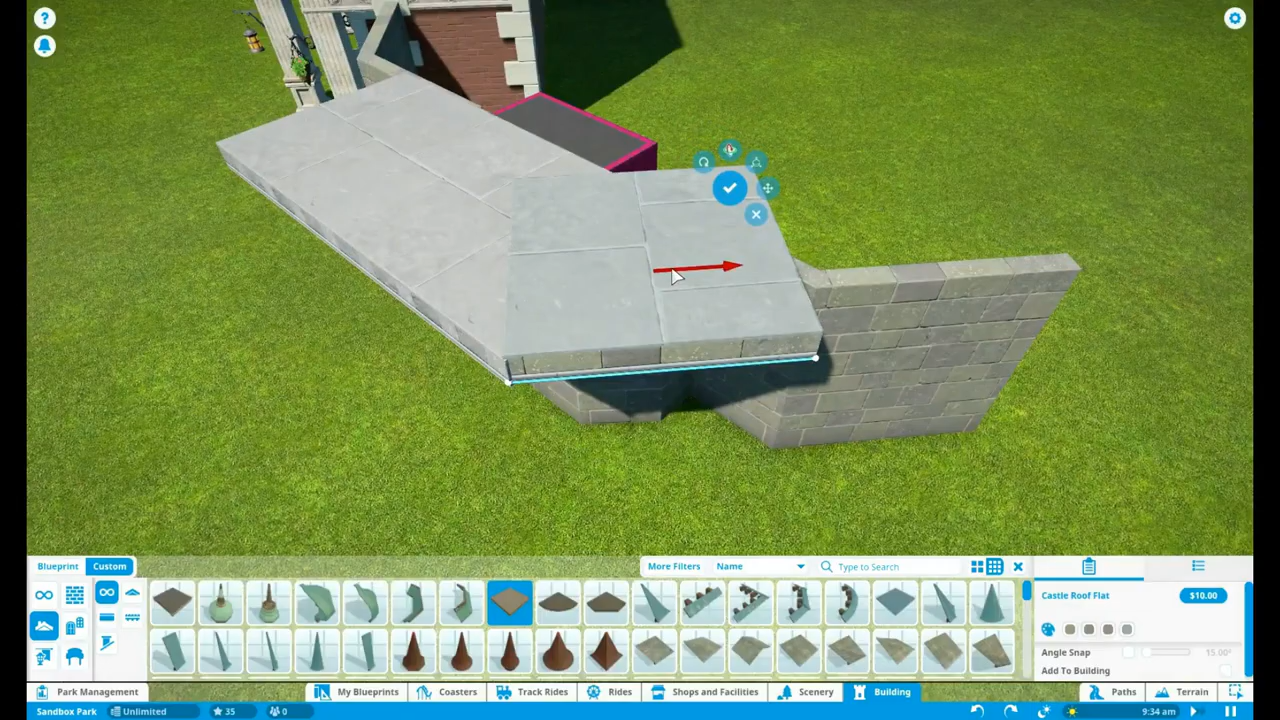 ?
Blueprint
Custom
More Filters
Name
Type to Search
Castle Roof Flat
$10.00
Angle Snap
15.00°
Add To Building
Park Management
My Blueprints
Coasters
Track Rides
Rides
Shops and Facilities
Scenery
Building
Paths
Terrain
Sandbox Park
Unlimited
35
0
9:34 am